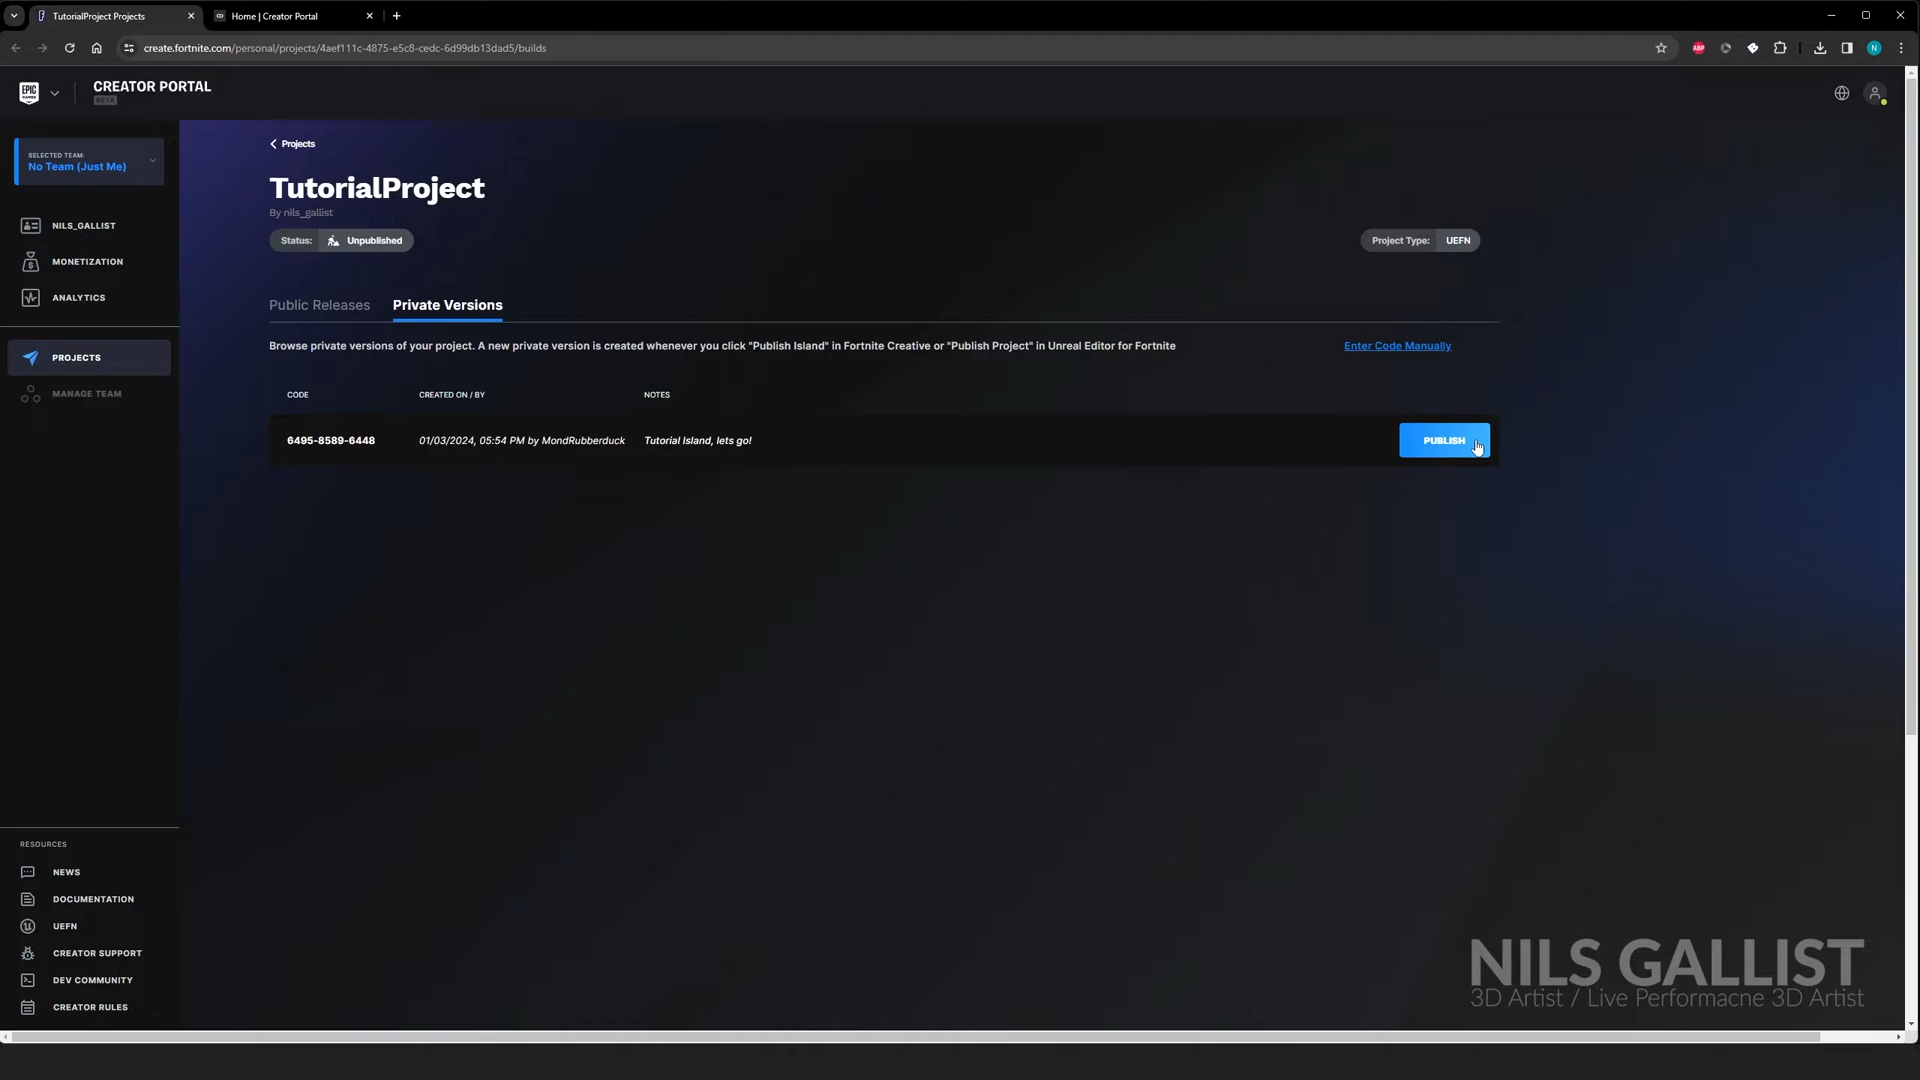 TutorialProject Projects
Home | Creator Portal
create.fortnite.com/personal/projects/4aef111c-4875-e5c8-cedc-6d99db13dad5/builds
ABP
N
EPIC GAMES
CREATOR PORTAL
BETA
SELECTED TEAM:
No Team (Just Me)
NILS_GALLIST
MONETIZATION
ANALYTICS
PROJECTS
MANAGE TEAM
Projects
TutorialProject
By nils_gallist
Status: Unpublished
Project Type: UEFN
Public Releases Private Versions
Browse private versions of your project. A new private version is created whenever you click "Publish Island" in Fortnite Creative or "Publish Project" in Unreal Editor for Fortnite
Enter Code Manually
CODE CREATED ON / BY NOTES
6495-8589-6448 01/03/2024, 05:54 PM by MondRubberduck Tutorial Island, lets go! PUBLISH
RESOURCES
NEWS
DOCUMENTATION
UEFN
CREATOR SUPPORT
DEV COMMUNITY
CREATOR RULES
NILS GALLIST
3D Artist / Live Performacne 3D Artist